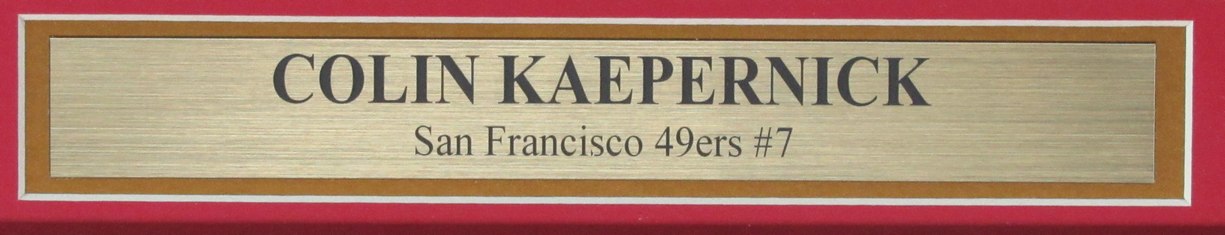 COLIN KAEPERNICK
San Francisco 49ers #7